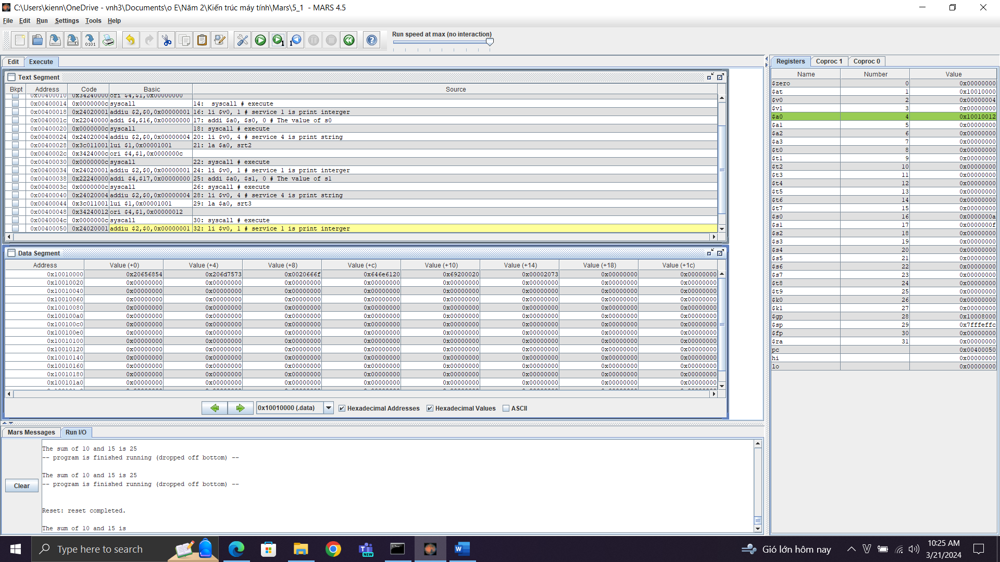 C:\Users\kienn\OneDrive - vnh3\Documents\o E\Năm 2\Kiến trúc máy tính\Mars\5_1 - MARS 4.5
File Edit Run Settings Tools Help
Run speed at max (no interaction)
Edit Execute
Text Segment
Bkpt Address Code Basic Source
0x00400010 0x34240000 ori $4,$1,0x00000000
0x00400014 0x0000000c syscall 14: syscall # execute
0x00400018 0x24020001 addiu $2,$0,0x00000001 16: li $v0, 1 # service 1 is print interger
0x0040001c 0x22040000 addi $4,$16,0x00000000 17: addi $a0, $s0, 0 # The value of s0
0x00400020 0x0000000c syscall 18: syscall # execute
0x00400024 0x24020004 addiu $2,$0,0x00000004 20: li $v0, 4 # service 4 is print string
0x00400028 0x3c011001 lui $1,0x00001001 21: la $a0, srt2
0x0040002c 0x3424000c ori $4,$1,0x0000000c
0x00400030 0x0000000c syscall 22: syscall # execute
0x00400034 0x24020001 addiu $2,$0,0x00000001 24: li $v0, 1 # service 1 is print interger
0x00400038 0x22240000 addi $4,$17,0x00000000 25: addi $a0, $s1, 0 # The value of s1
0x0040003c 0x0000000c syscall 26: syscall # execute
0x00400040 0x24020004 addiu $2,$0,0x00000004 28: li $v0, 4 # service 4 is print string
0x00400044 0x3c011001 lui $1,0x00001001 29: la $a0, srt3
0x00400048 0x34240012 ori $4,$1,0x00000012
0x0040004c 0x0000000c syscall 30: syscall # execute
0x00400050 0x24020001 addiu $2,$0,0x00000001 32: li $v0, 1 # service 1 is print interger
Data Segment
Address Value (+0) Value (+4) Value (+8) Value (+c) Value (+10) Value (+14) Value (+18) Value (+1c)
0x10010000 0x20656854 0x206d7573 0x0020666f 0x646e6120 0x69200020 0x00002073 0x00000000 0x00000000
0x10010020 0x00000000 0x00000000 0x00000000 0x00000000 0x00000000 0x00000000 0x00000000 0x00000000
0x10010040 0x00000000 0x00000000 0x00000000 0x00000000 0x00000000 0x00000000 0x00000000 0x00000000
0x10010060 0x00000000 0x00000000 0x00000000 0x00000000 0x00000000 0x00000000 0x00000000 0x00000000
0x10010080 0x00000000 0x00000000 0x00000000 0x00000000 0x00000000 0x00000000 0x00000000 0x00000000
0x100100a0 0x00000000 0x00000000 0x00000000 0x00000000 0x00000000 0x00000000 0x00000000 0x00000000
0x100100c0 0x00000000 0x00000000 0x00000000 0x00000000 0x00000000 0x00000000 0x00000000 0x00000000
0x100100e0 0x00000000 0x00000000 0x00000000 0x00000000 0x00000000 0x00000000 0x00000000 0x00000000
0x10010100 0x00000000 0x00000000 0x00000000 0x00000000 0x00000000 0x00000000 0x00000000 0x00000000
0x10010120 0x00000000 0x00000000 0x00000000 0x00000000 0x00000000 0x00000000 0x00000000 0x00000000
0x10010140 0x00000000 0x00000000 0x00000000 0x00000000 0x00000000 0x00000000 0x00000000 0x00000000
0x10010160 0x00000000 0x00000000 0x00000000 0x00000000 0x00000000 0x00000000 0x00000000 0x00000000
0x10010180 0x00000000 0x00000000 0x00000000 0x00000000 0x00000000 0x00000000 0x00000000 0x00000000
0x100101a0 0x00000000 0x00000000 0x00000000 0x00000000 0x00000000 0x00000000 0x00000000 0x00000000
0x10010000 (.data) Hexadecimal Addresses Hexadecimal Values ASCII
Mars Messages Run I/O
Clear
The sum of 10 and 15 is 25
-- program is finished running (dropped off bottom) --
The sum of 10 and 15 is 25
-- program is finished running (dropped off bottom) --
Reset: reset completed.
The sum of 10 and 15 is
Registers Coproc 1 Coproc 0
Name Number Value
$zero 0 0x00000000
$at 1 0x10010000
$v0 2 0x00000004
$v1 3 0x00000000
$a0 4 0x10010012
$a1 5 0x00000000
$a2 6 0x00000000
$a3 7 0x00000000
$t0 8 0x00000000
$t1 9 0x00000000
$t2 10 0x00000000
$t3 11 0x00000000
$t4 12 0x00000000
$t5 13 0x00000000
$t6 14 0x00000000
$t7 15 0x00000000
$s0 16 0x0000000a
$s1 17 0x0000000f
$s2 18 0x00000000
$s3 19 0x00000000
$s4 20 0x00000000
$s5 21 0x00000000
$s6 22 0x00000000
$s7 23 0x00000000
$t8 24 0x00000000
$t9 25 0x00000000
$k0 26 0x00000000
$k1 27 0x00000000
$gp 28 0x10008000
$sp 29 0x7fffeffc
$fp 30 0x00000000
$ra 31 0x00000000
pc 0x00400050
hi 0x00000000
lo 0x00000000
Type here to search
NEW
Gió lớn hôm nay
10:25 AM
3/21/2024